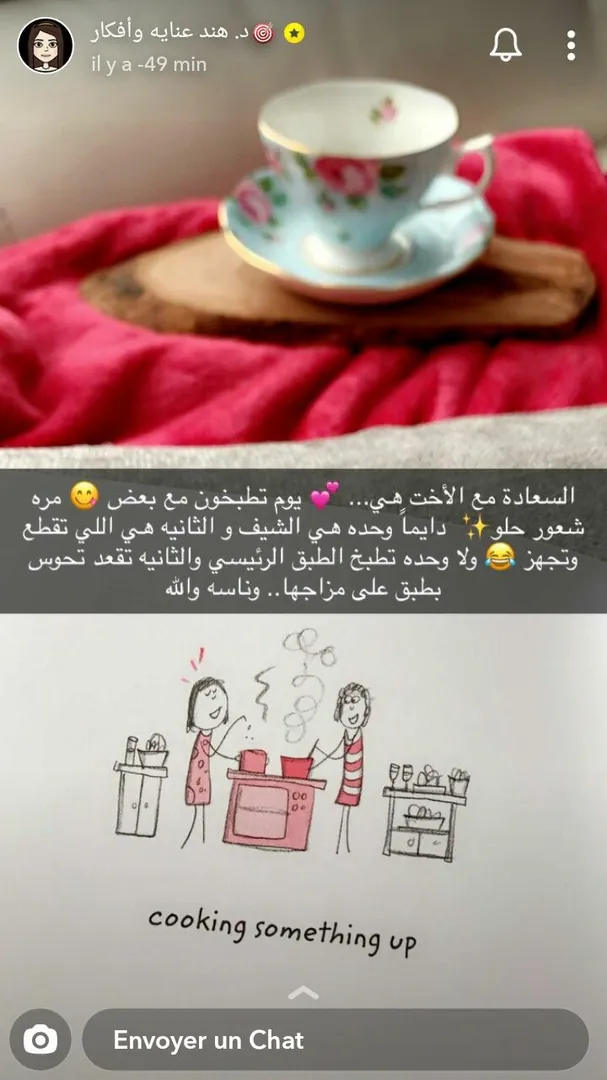 د. هند عنايه وأفكار🎯 ⭐
il y a -49 min
السعادة مع الأخت هي... 💕 يوم تطبخون مع بعض 😋 مره
شعور حلو✨ دايماً وحده هي الشيف و الثانيه هي اللي تقطع
وتجهز 😂 ولا وحده تطبخ الطبق الرئيسي والثانيه تقعد تحوس
بطبق على مزاجها.. وناسه والله
cooking something up
Envoyer un Chat